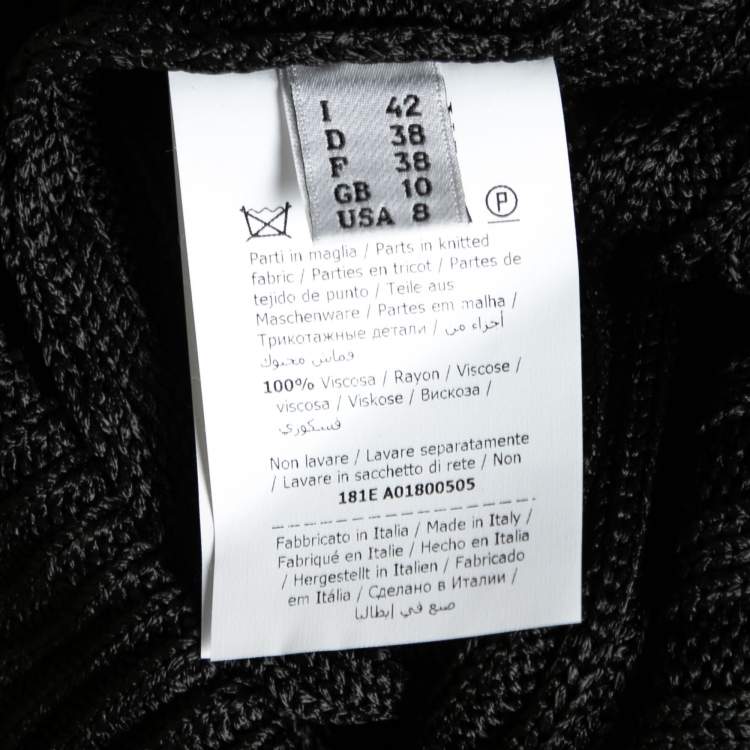 I 42
D 38
F 38
GB 10
USA 8
P
Parti in maglia / Parts in knitted
fabric / Parties en tricot / Partes de
tejido de punto / Teile aus
Maschenware / Partes em malha /
Трикотажные детали / أجزاء من
قماش محبوك
100% Viscosa / Rayon / Viscose /
viscosa / Viskose / Вискоза /
فسكوري
Non lavare / Lavare separatamente
/ Lavare in sacchetto di rete / Non
181E A01800505
Fabbricato in Italia / Made in Italy /
Fabriqué en Italie / Hecho en Italia
/ Hergestellt in Italien / Fabricado
em Itália / Сделано в Италии /
صنع في إيطاليا